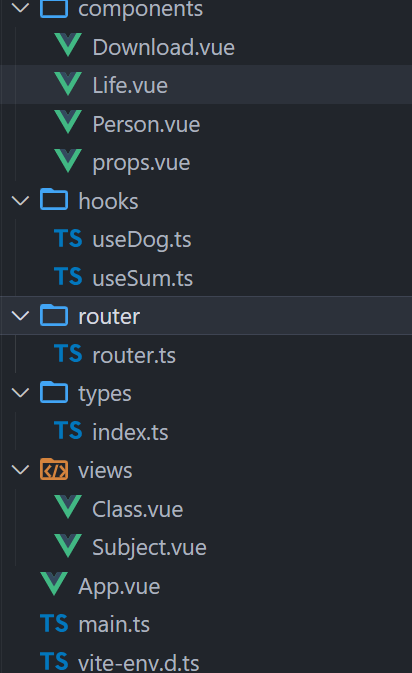 components
Download.vue
Life.vue
Person.vue
props.vue
hooks
TS useDog.ts
TS useSum.ts
router
TS router.ts
types
TS index.ts
views
Class.vue
Subject.vue
App.vue
TS main.ts
TS vite-env.d.ts